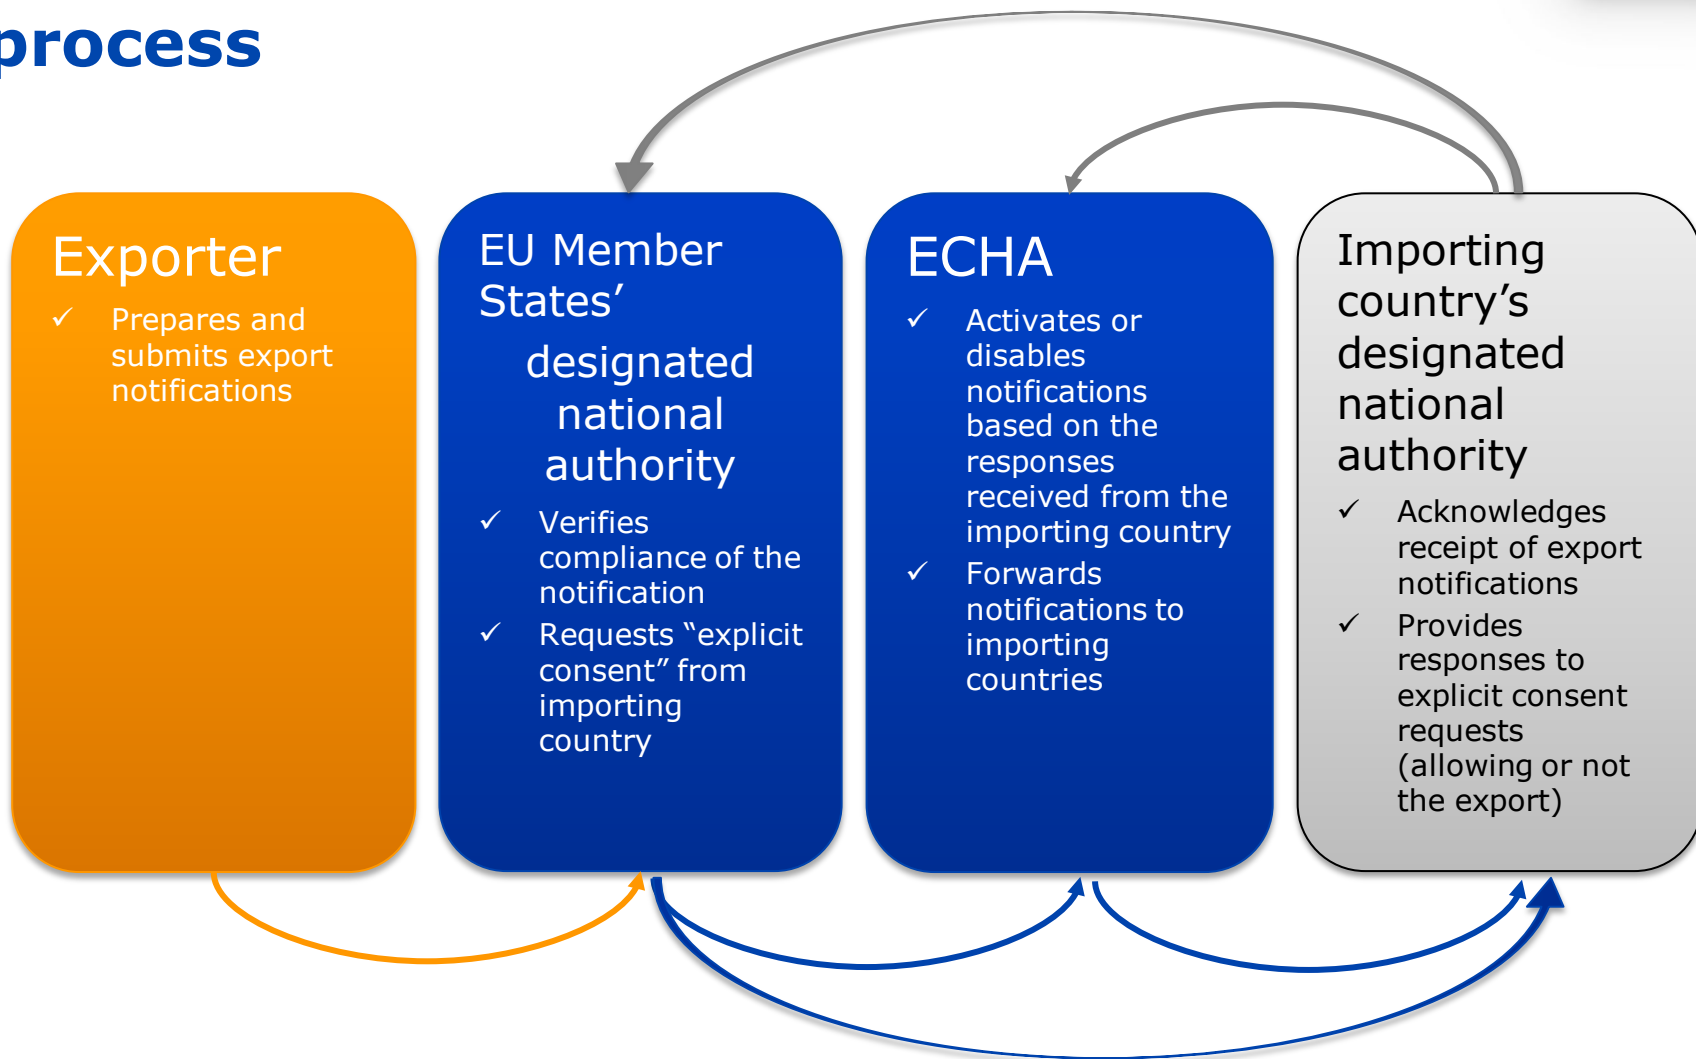 process
Exporter
✓ Prepares and
submits export
notifications
EU Member
States’
designated
national
authority
✓ Verifies
compliance of the
notification
✓ Requests “explicit
consent” from
importing
country
ECHA
✓ Activates or
disables
notifications
based on the
responses
received from the
importing country
✓ Forwards
notifications to
importing
countries
Importing
country’s
designated
national
authority
✓ Acknowledges
receipt of export
notifications
✓ Provides
responses to
explicit consent
requests
(allowing or not
the export)